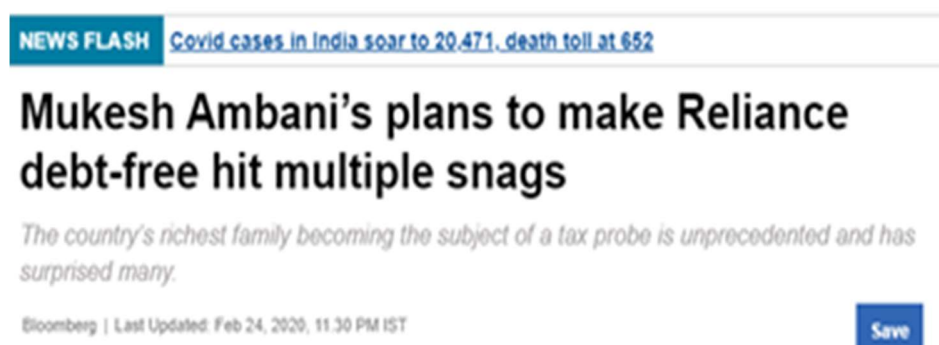 NEWS FLASH Covid cases in India soar to 20,471, death toll at 652
Mukesh Ambani’s plans to make Reliance
debt-free hit multiple snags
The country's richest family becoming the subject of a tax probe is unprecedented and has
surprised many.
Bloomberg | Last Updated: Feb 24, 2020, 11.30 PM IST
Save